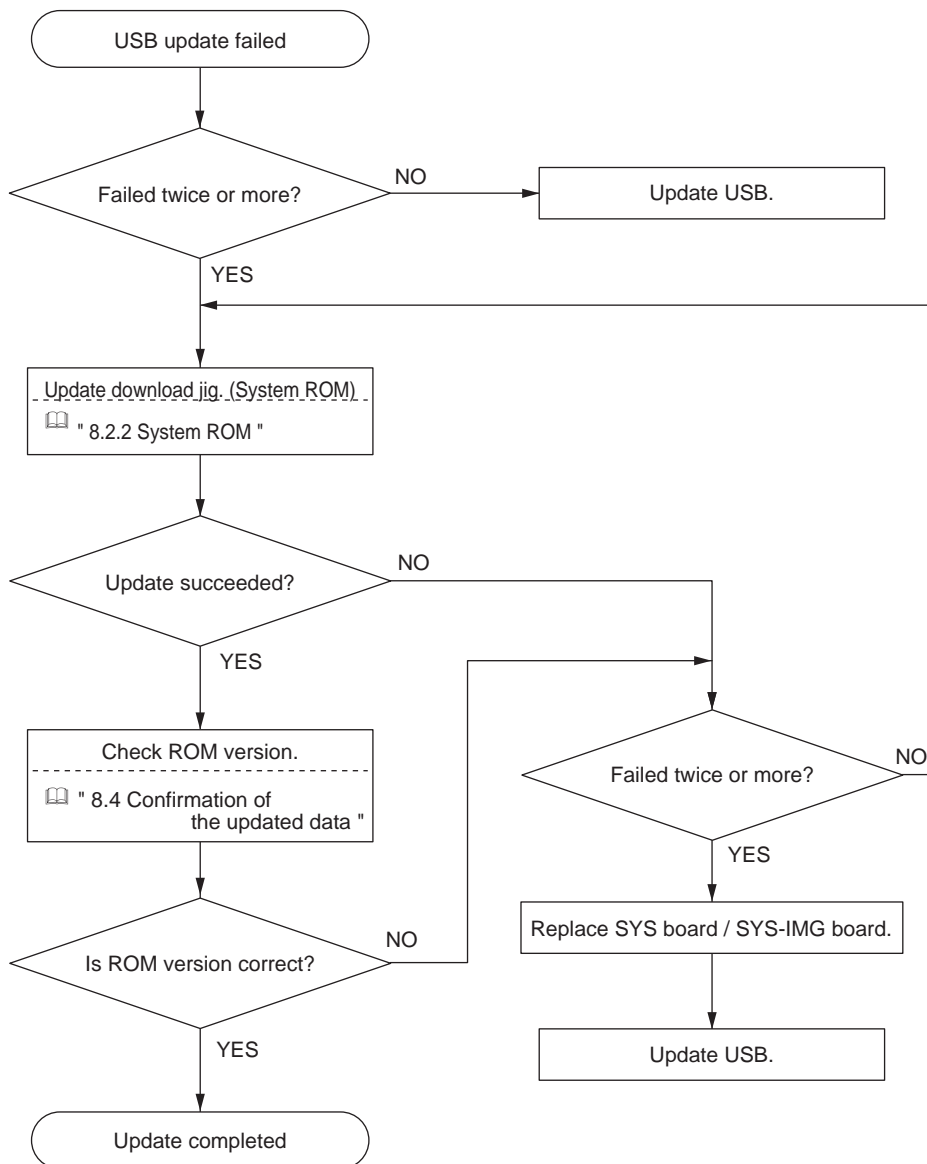 USB update failed
Failed twice or more?
NO
Update USB.
YES
Update download jig. (System ROM)
" 8.2.2 System ROM "
Update succeeded?
NO
YES
Check ROM version.
" 8.4 Confirmation of
the updated data "
Failed twice or more?
NO
YES
Replace SYS board / SYS-IMG board.
Is ROM version correct?
NO
YES
Update USB.
Update completed